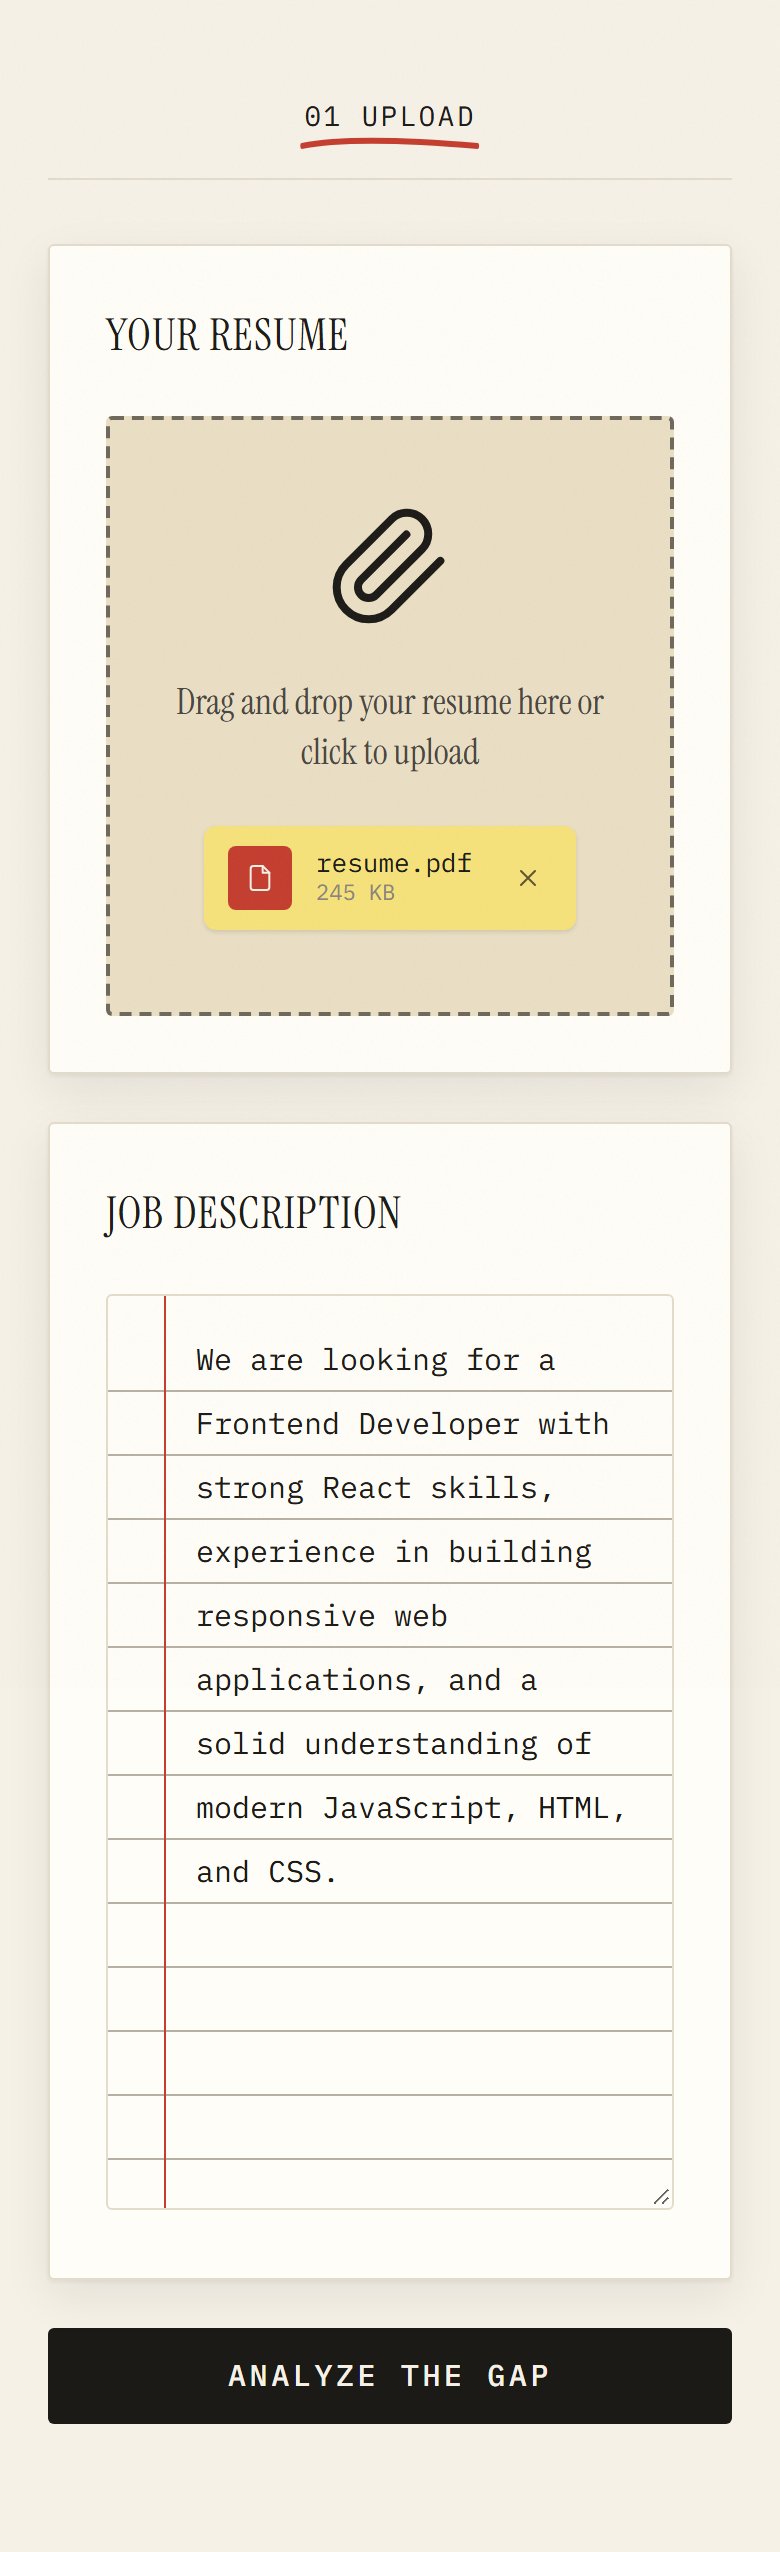 01 UPLOAD
YOUR RESUME
Drag and drop your resume here or
click to upload
resume.pdf
245 KB
JOB DESCRIPTION
We are looking for a
Frontend Developer with
strong React skills,
experience in building
responsive web
applications, and a
solid understanding of
modern JavaScript, HTML,
and CSS.
ANALYZE THE GAP